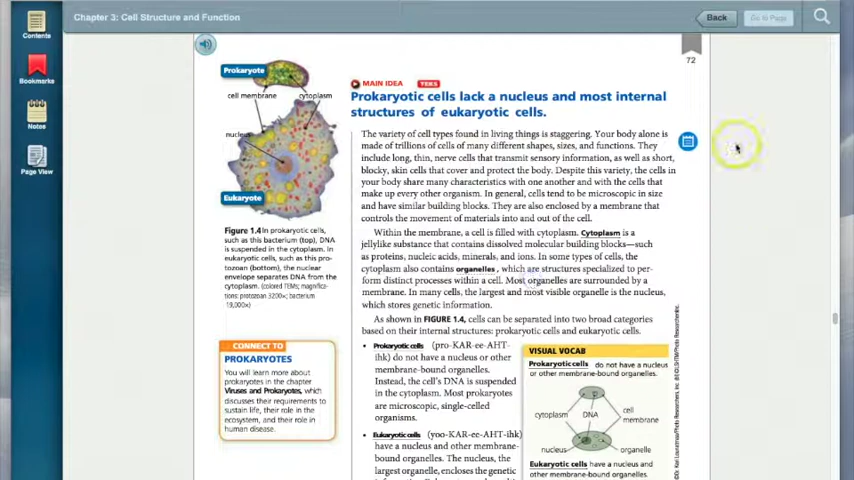 Chapter 3: Cell Structure and Function
Back
Go to Page
Contents
Bookmarks
Notes
Page View
72
Prokaryote
cell membrane
cytoplasm
nucleus
Eukaryote
Figure 1.4 In prokaryotic cells,
such as this bacterium (top), DNA
is suspended in the cytoplasm. In
eukaryotic cells, such as this pro-
tozoan (bottom), the nuclear
envelope separates DNA from the
cytoplasm. (colored TEMs; magnifica-
tions: protozoan 3200×; bacterium
19,000×)
CONNECT TO
PROKARYOTES
You will learn more about
prokaryotes in the chapter
Viruses and Prokaryotes, which
discusses their requirements to
sustain life, their role in the
ecosystem, and their role in
human disease.
MAIN IDEA TEKS
Prokaryotic cells lack a nucleus and most internal
structures of eukaryotic cells.
The variety of cell types found in living things is staggering. Your body alone is
made of trillions of cells of many different shapes, sizes, and functions. They
include long, thin, nerve cells that transmit sensory information, as well as short,
blocky, skin cells that cover and protect the body. Despite this variety, the cells in
your body share many characteristics with one another and with the cells that
make up every other organism. In general, cells tend to be microscopic in size
and have similar building blocks. They are also enclosed by a membrane that
controls the movement of materials into and out of the cell.
Within the membrane, a cell is filled with cytoplasm. Cytoplasm is a
jellylike substance that contains dissolved molecular building blocks—such
as proteins, nucleic acids, minerals, and ions. In some types of cells, the
cytoplasm also contains organelles , which are structures specialized to per-
form distinct processes within a cell. Most organelles are surrounded by a
membrane. In many cells, the largest and most visible organelle is the nucleus,
which stores genetic information.
As shown in FIGURE 1.4, cells can be separated into two broad categories
based on their internal structures: prokaryotic cells and eukaryotic cells.
• Prokaryotic cells (pro-KAR-ee-AHT-
ihk) do not have a nucleus or other
membrane-bound organelles.
Instead, the cell's DNA is suspended
in the cytoplasm. Most prokaryotes
are microscopic, single-celled
organisms.
• Eukaryotic cells (yoo-KAR-ee-AHT-ihk)
have a nucleus and other membrane-
bound organelles. The nucleus, the
largest organelle, encloses the genetic
VISUAL VOCAB
Prokaryotic cells do not have a nucleus
or other membrane-bound organelles.
cytoplasm
DNA
cell
membrane
nucleus
organelle
Eukaryotic cells have a nucleus and
other membrane-bound organelles.